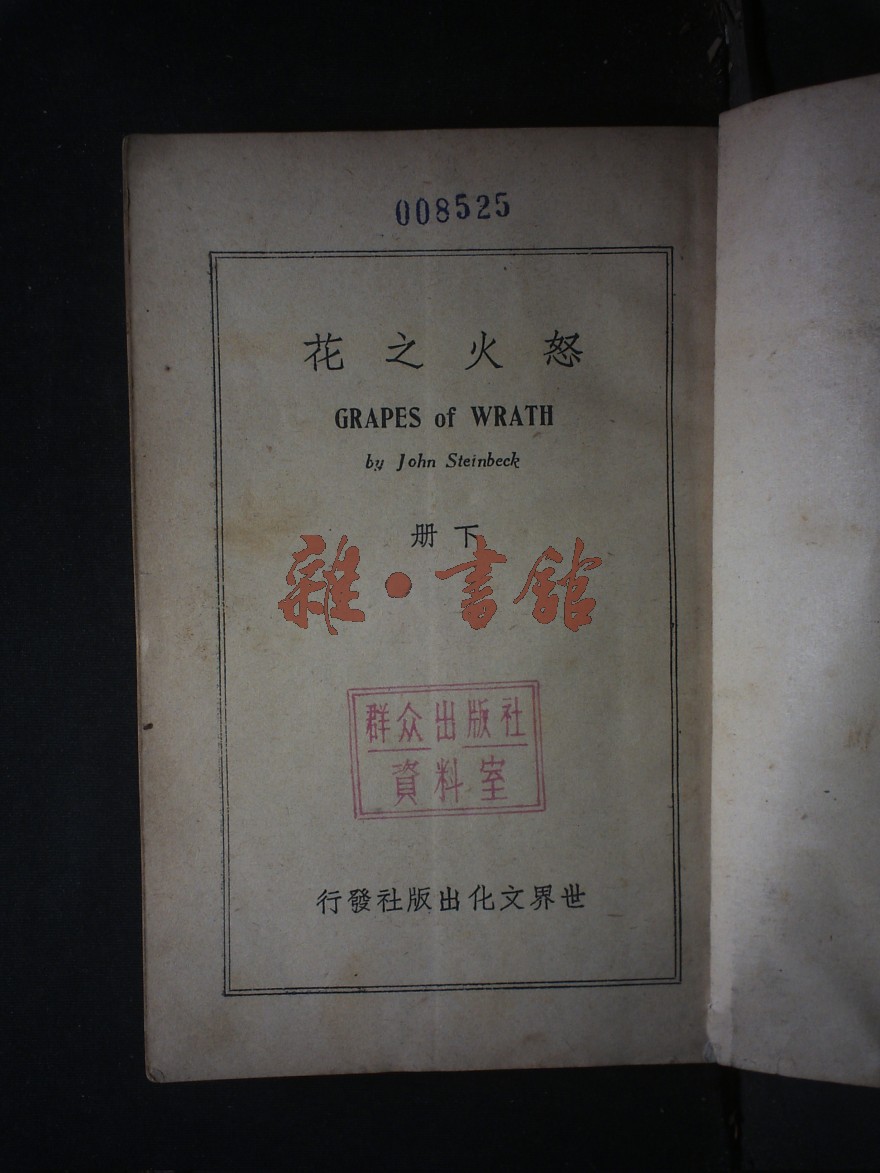 008525
怒火之花
GRAPES of WRATH
by John Steinbeck
下册
雜·書館
群众出版社
資料室
世界文化出版社發行